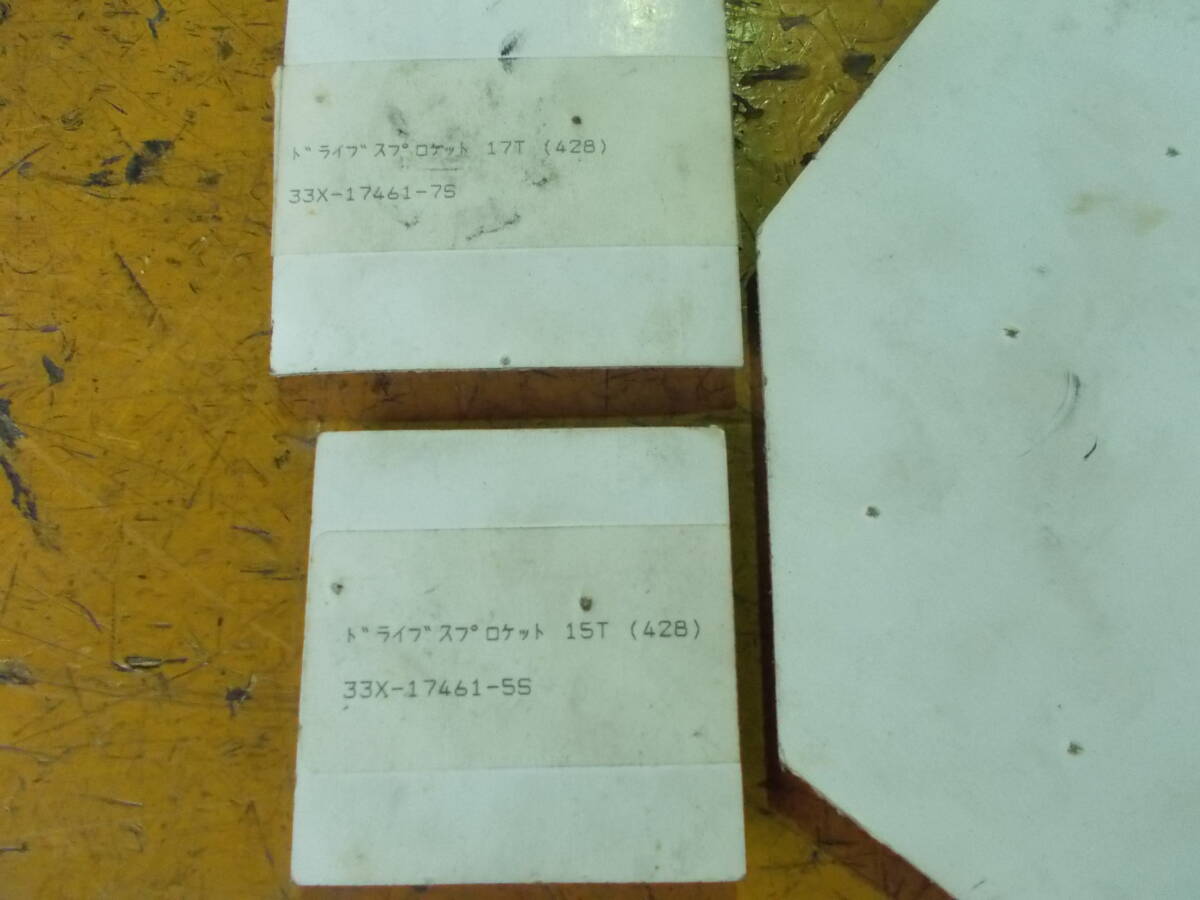 ﾄﾞﾗｲﾌﾞｽﾌﾟﾛｹｯﾄ 17T (428)
33X-17461-7S
ﾄﾞﾗｲﾌﾞｽﾌﾟﾛｹｯﾄ 15T (428)
33X-17461-5S